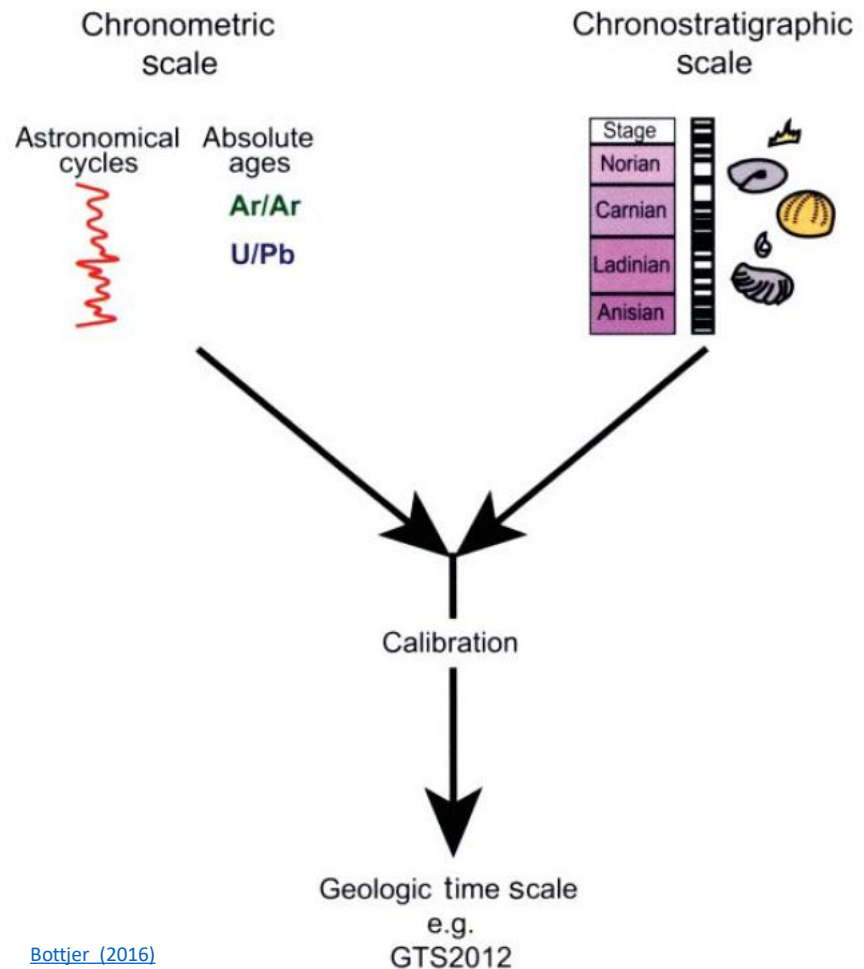 Chronometric
scale
Chronostratigraphic
scale
Astronomical
cycles
Absolute
ages
Ar/Ar
U/Pb
Stage
Norian
Carnian
Ladinian
Anisian
Calibration
Geologic time scale
e.g.
GTS2012
Bottjer (2016)